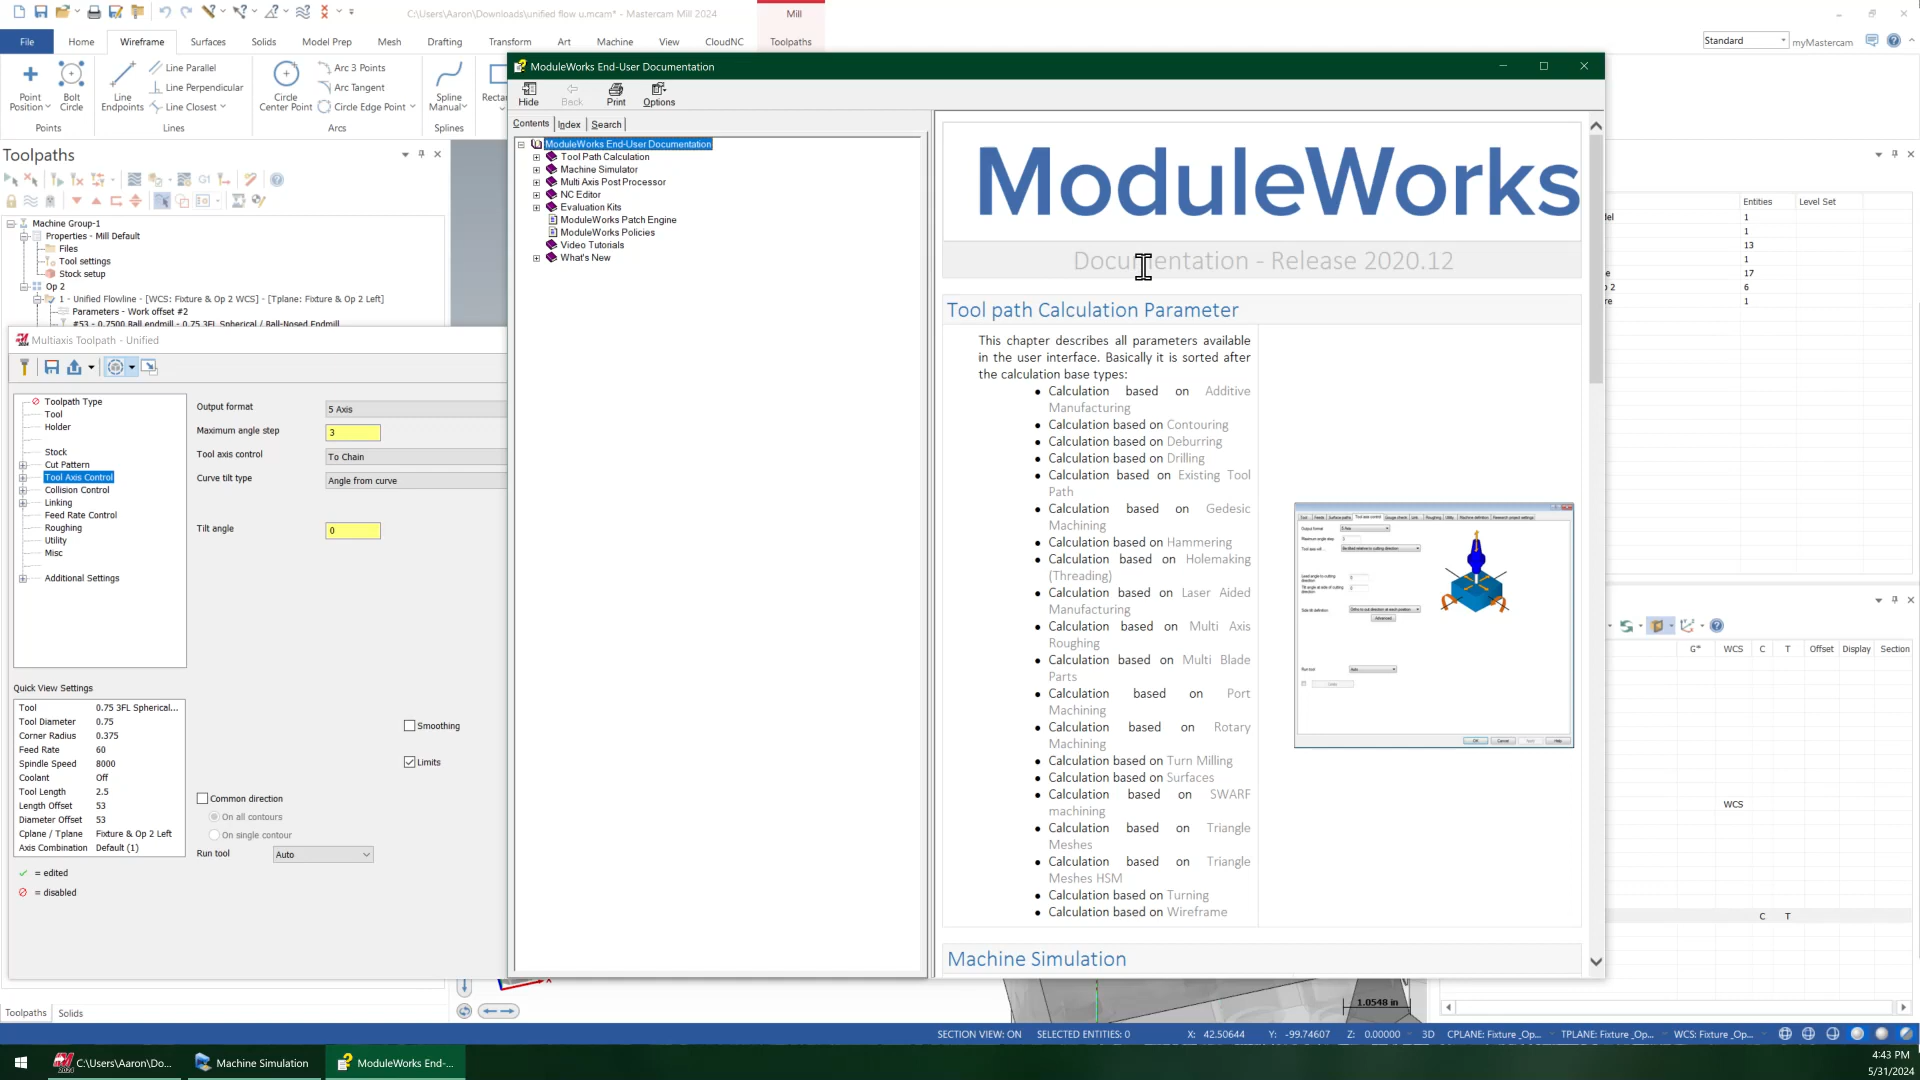 C:\Users\Aaron\Downloads\unified flow u.mcam* - Mastercam Mill 2024
Mill
File
Home
Wireframe
Surfaces
Solids
Model Prep
Mesh
Drafting
Transform
Art
Machine
View
CloudNC
Toolpaths
Standard
myMastercam
Point Position
Bolt Circle
Points
Line Endpoints
Line Parallel
Line Perpendicular
Line Closest
Lines
Circle Center Point
Arc 3 Points
Arc Tangent
Circle Edge Point
Arcs
Spline Manual
Splines
Toolpaths
Machine Group-1
Properties - Mill Default
Files
Tool settings
Stock setup
Op 2
1 - Unified Flowline - [WCS: Fixture & Op 2 WCS] - [Tplane: Fixture & Op 2 Left]
Parameters - Work offset #2
#53 - 0.7500 Ball endmill - 0.75 3FL Spherical / Ball-Nosed Endmill
Multiaxis Toolpath - Unified
Toolpath Type
Tool
Holder
Stock
Cut Pattern
Tool Axis Control
Collision Control
Linking
Feed Rate Control
Roughing
Utility
Misc
Additional Settings
Output format
5 Axis
Maximum angle step
3
Tool axis control
To Chain
Curve tilt type
Angle from curve
Tilt angle
0
Smoothing
Limits
Common direction
On all contours
On single contour
Run tool
Auto
Quick View Settings
Tool 0.75 3FL Spherical...
Tool Diameter 0.75
Corner Radius 0.375
Feed Rate 60
Spindle Speed 8000
Coolant Off
Tool Length 2.5
Length Offset 53
Diameter Offset 53
Cplane / Tplane Fixture & Op 2 Left
Axis Combination Default (1)
= edited
= disabled
Toolpaths
Solids
ModuleWorks End-User Documentation
Hide
Back
Print
Options
Contents
Index
Search
ModuleWorks End-User Documentation
Tool Path Calculation
Machine Simulator
Multi Axis Post Processor
NC Editor
Evaluation Kits
ModuleWorks Patch Engine
ModuleWorks Policies
Video Tutorials
What's New
ModuleWorks
Documentation - Release 2020.12
Tool path Calculation Parameter
This chapter describes all parameters available
in the user interface. Basically it is sorted after
the calculation base types:
Calculation based on Additive
Manufacturing
Calculation based on Contouring
Calculation based on Deburring
Calculation based on Drilling
Calculation based on Existing Tool
Path
Calculation based on Gedesic
Machining
Calculation based on Hammering
Calculation based on Holemaking
(Threading)
Calculation based on Laser Aided
Manufacturing
Calculation based on Multi Axis
Roughing
Calculation based on Multi Blade
Parts
Calculation based on Port
Machining
Calculation based on Rotary
Machining
Calculation based on Turn Milling
Calculation based on Surfaces
Calculation based on SWARF
machining
Calculation based on Triangle
Meshes
Calculation based on Triangle
Meshes HSM
Calculation based on Turning
Calculation based on Wireframe
Machine Simulation
Entities
Level Set
1
1
13
1
17
6
1
G*
WCS
C
T
Offset
Display
Section
WCS
C
T
1.0548 in
SECTION VIEW: ON
SELECTED ENTITIES: 0
X: 42.50644
Y: -99.74607
Z: 0.00000
3D
CPLANE: Fixture_Op...
TPLANE: Fixture_Op...
WCS: Fixture_Op...
C:\Users\Aaron\Do...
Machine Simulation
ModuleWorks End-...
4:43 PM
5/31/2024